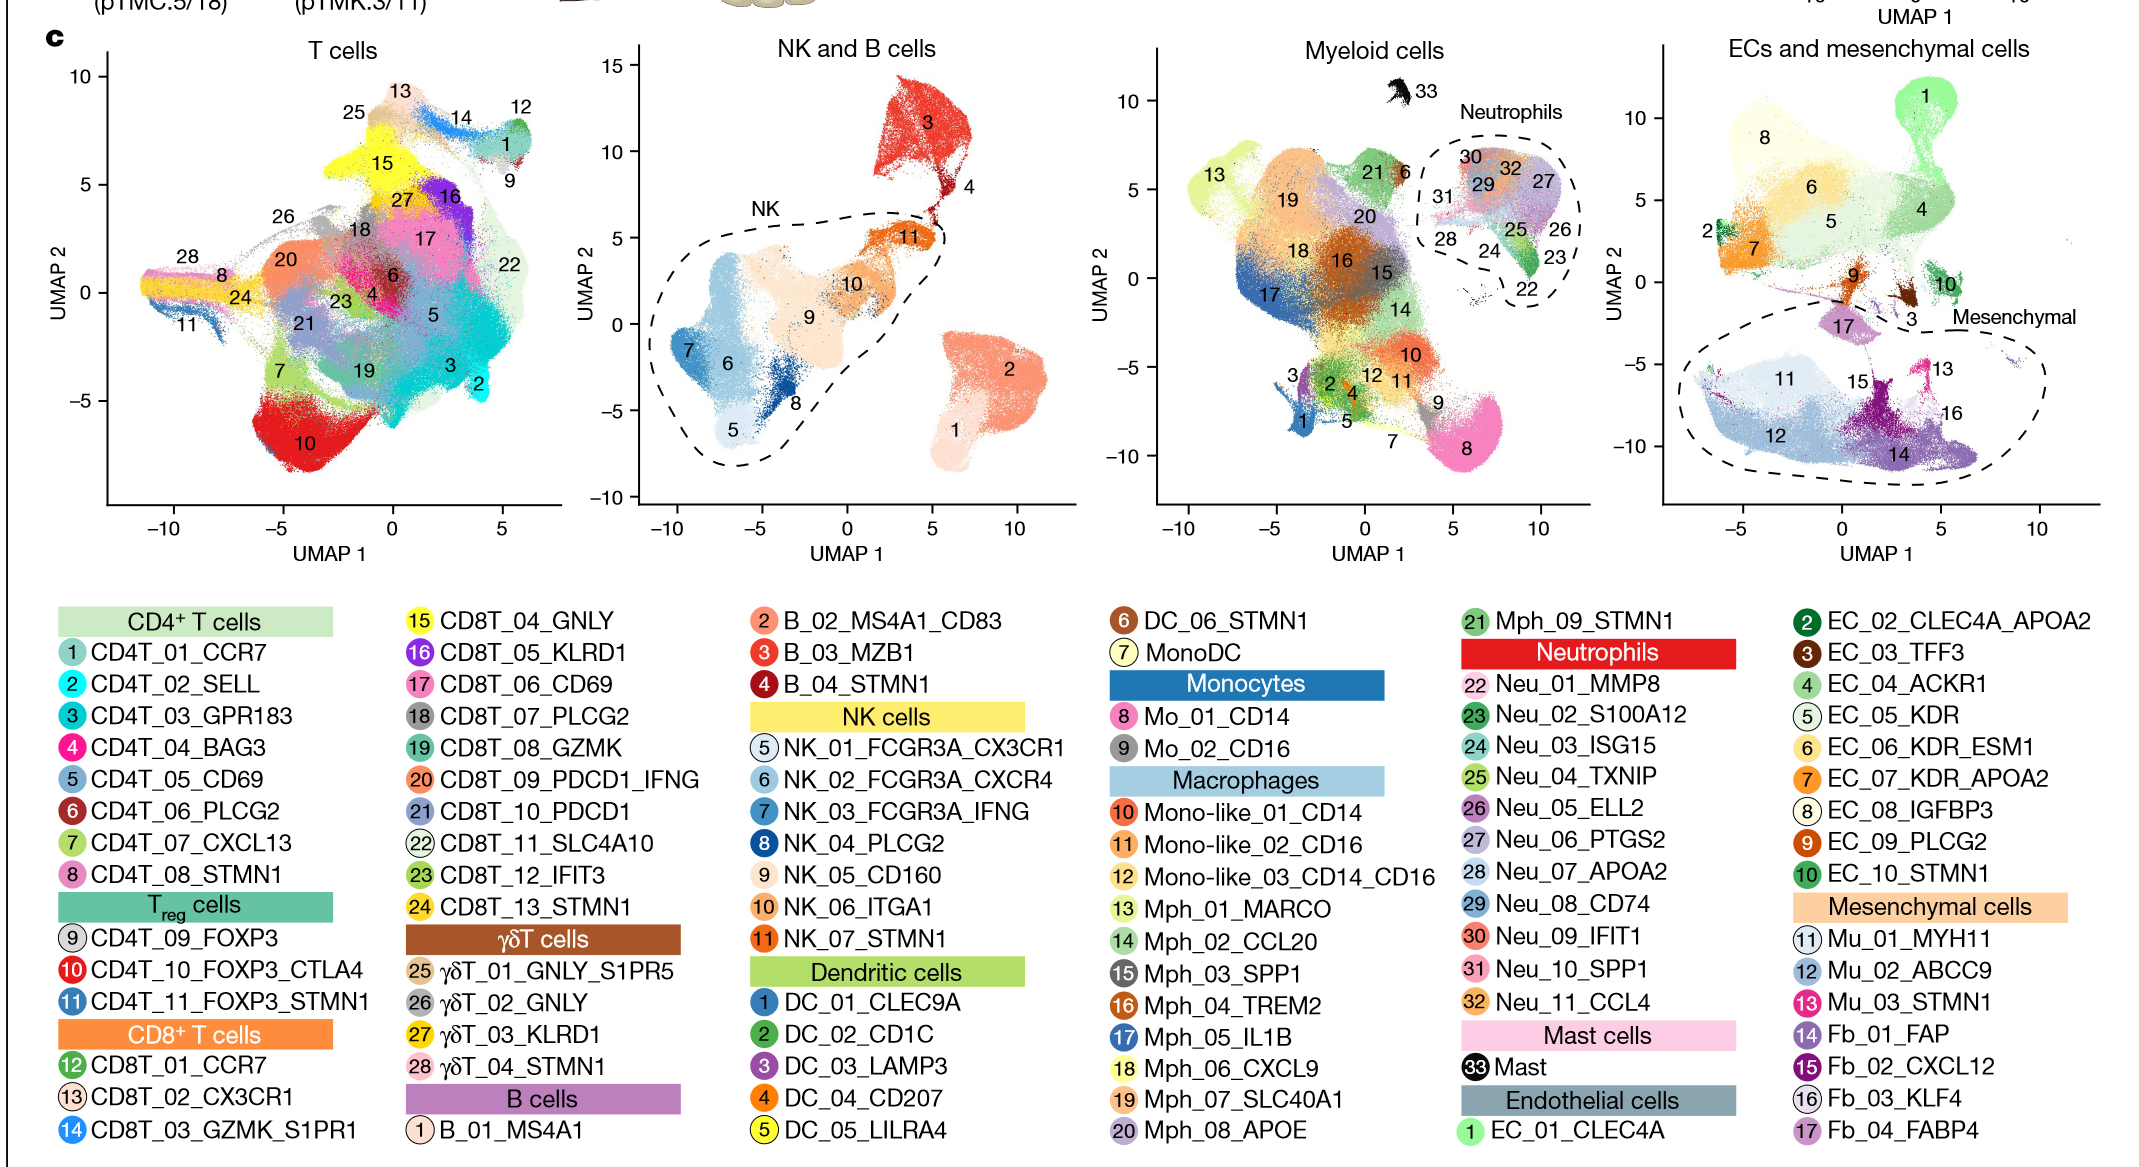 (pTMC.5/18) (pTMK.3/11)
UMAP 1
c
T cells
UMAP 2
10
5
0
−5
−10 −5 0 5
UMAP 1
13
25
14
12
1
9
15
16
27
26
18
17
28
8
20
6
22
24
23
4
11
21
5
7
19
3
2
10
NK and B cells
UMAP 2
15
10
5
0
−5
−10
−10 −5 0 5 10
UMAP 1
3
4
NK
11
10
9
7
6
8
5
2
1
Myeloid cells
UMAP 2
10
5
0
−5
−10
−10 −5 0 5 10
UMAP 1
33
Neutrophils
13
19
21
6
30
32
29
27
31
20
25
26
28
24
23
18
16
15
17
22
14
10
3
2
12
11
4
9
1
5
7
8
ECs and mesenchymal cells
UMAP 2
10
5
0
−5
−10
−5 0 5 10
UMAP 1
1
8
6
5
4
2
7
9
10
3
17
Mesenchymal
11
15
13
16
12
14
CD4+ T cells
1 CD4T_01_CCR7
2 CD4T_02_SELL
3 CD4T_03_GPR183
4 CD4T_04_BAG3
5 CD4T_05_CD69
6 CD4T_06_PLCG2
7 CD4T_07_CXCL13
8 CD4T_08_STMN1
Treg cells
9 CD4T_09_FOXP3
10 CD4T_10_FOXP3_CTLA4
11 CD4T_11_FOXP3_STMN1
CD8+ T cells
12 CD8T_01_CCR7
13 CD8T_02_CX3CR1
14 CD8T_03_GZMK_S1PR1
15 CD8T_04_GNLY
16 CD8T_05_KLRD1
17 CD8T_06_CD69
18 CD8T_07_PLCG2
19 CD8T_08_GZMK
20 CD8T_09_PDCD1_IFNG
21 CD8T_10_PDCD1
22 CD8T_11_SLC4A10
23 CD8T_12_IFIT3
24 CD8T_13_STMN1
γδT cells
25 γδT_01_GNLY_S1PR5
26 γδT_02_GNLY
27 γδT_03_KLRD1
28 γδT_04_STMN1
B cells
1 B_01_MS4A1
2 B_02_MS4A1_CD83
3 B_03_MZB1
4 B_04_STMN1
NK cells
5 NK_01_FCGR3A_CX3CR1
6 NK_02_FCGR3A_CXCR4
7 NK_03_FCGR3A_IFNG
8 NK_04_PLCG2
9 NK_05_CD160
10 NK_06_ITGA1
11 NK_07_STMN1
Dendritic cells
1 DC_01_CLEC9A
2 DC_02_CD1C
3 DC_03_LAMP3
4 DC_04_CD207
5 DC_05_LILRA4
6 DC_06_STMN1
7 MonoDC
Monocytes
8 Mo_01_CD14
9 Mo_02_CD16
Macrophages
10 Mono-like_01_CD14
11 Mono-like_02_CD16
12 Mono-like_03_CD14_CD16
13 Mph_01_MARCO
14 Mph_02_CCL20
15 Mph_03_SPP1
16 Mph_04_TREM2
17 Mph_05_IL1B
18 Mph_06_CXCL9
19 Mph_07_SLC40A1
20 Mph_08_APOE
21 Mph_09_STMN1
Neutrophils
22 Neu_01_MMP8
23 Neu_02_S100A12
24 Neu_03_ISG15
25 Neu_04_TXNIP
26 Neu_05_ELL2
27 Neu_06_PTGS2
28 Neu_07_APOA2
29 Neu_08_CD74
30 Neu_09_IFIT1
31 Neu_10_SPP1
32 Neu_11_CCL4
Mast cells
33 Mast
Endothelial cells
1 EC_01_CLEC4A
2 EC_02_CLEC4A_APOA2
3 EC_03_TFF3
4 EC_04_ACKR1
5 EC_05_KDR
6 EC_06_KDR_ESM1
7 EC_07_KDR_APOA2
8 EC_08_IGFBP3
9 EC_09_PLCG2
10 EC_10_STMN1
Mesenchymal cells
11 Mu_01_MYH11
12 Mu_02_ABCC9
13 Mu_03_STMN1
14 Fb_01_FAP
15 Fb_02_CXCL12
16 Fb_03_KLF4
17 Fb_04_FABP4